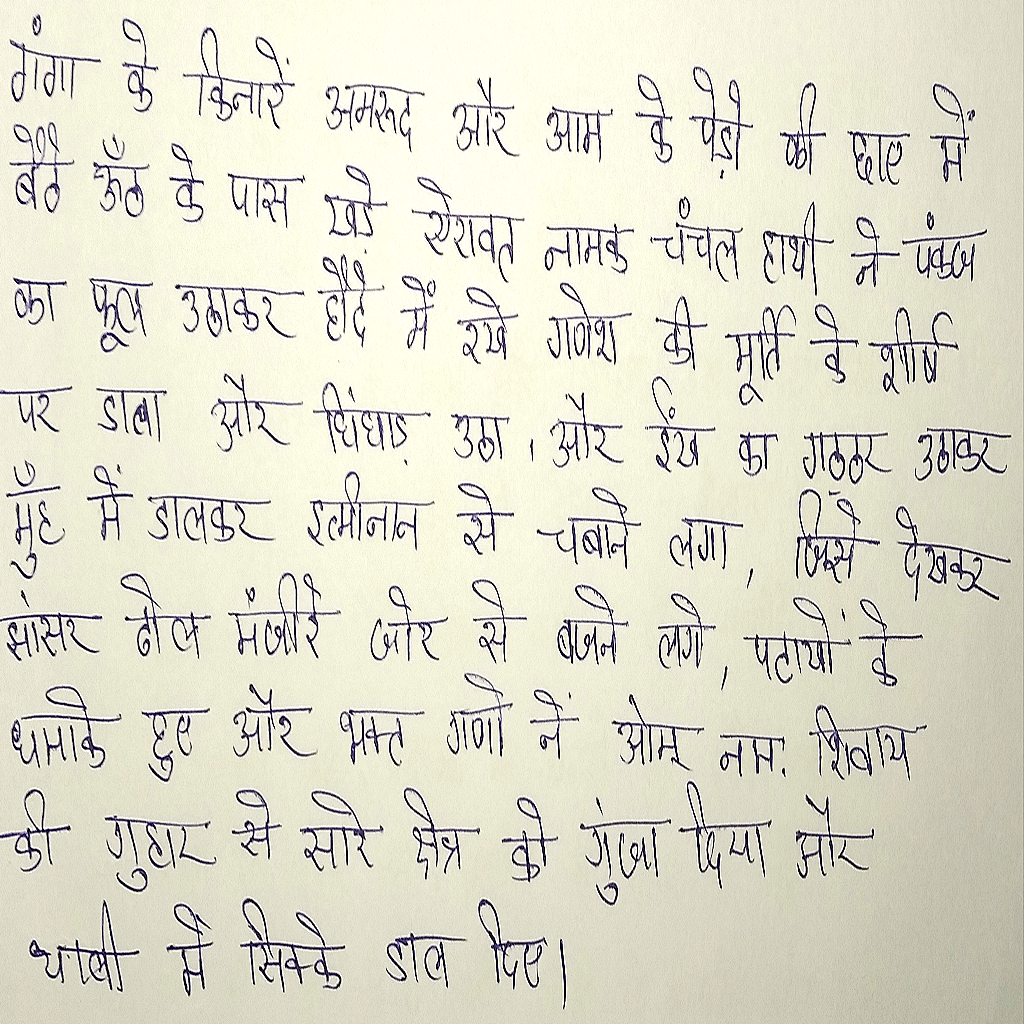 गंगा के किनारें अमरूद और आम के पेड़ो की छाए में
बैठे ऊँठ के पास खड़े ऐरावत नामक चंचल हाथी ने पंकज
का फूल उठाकर हौदे में रखे गणेश की मूर्ति के शीर्ष
पर डाला और चिंघाड़ उठा, और ईंख का गठ्ठर उठाकर
मुँह में डालकर इत्मीनान से चबाने लगा, जिसे देखकर
झांसर ढोल मंजीरे जोर से बजने लगे, पटाखों के
धमाके हुए और भक्त गणो नें ओम् नमः शिवाय
की गुहार से सारे क्षेत्र को गुंजा दिया और
थाली में सिक्के डाल दिए।